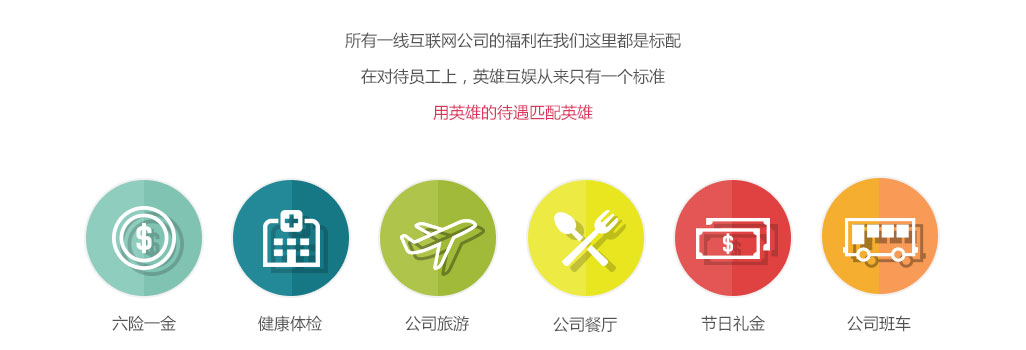 所有一线互联网公司的福利在我们这里都是标配
在对待员工上，英雄互娱从来只有一个标准
用英雄的待遇匹配英雄
$
$
六险一金 健康体检 公司旅游 公司餐厅 节日礼金 公司班车